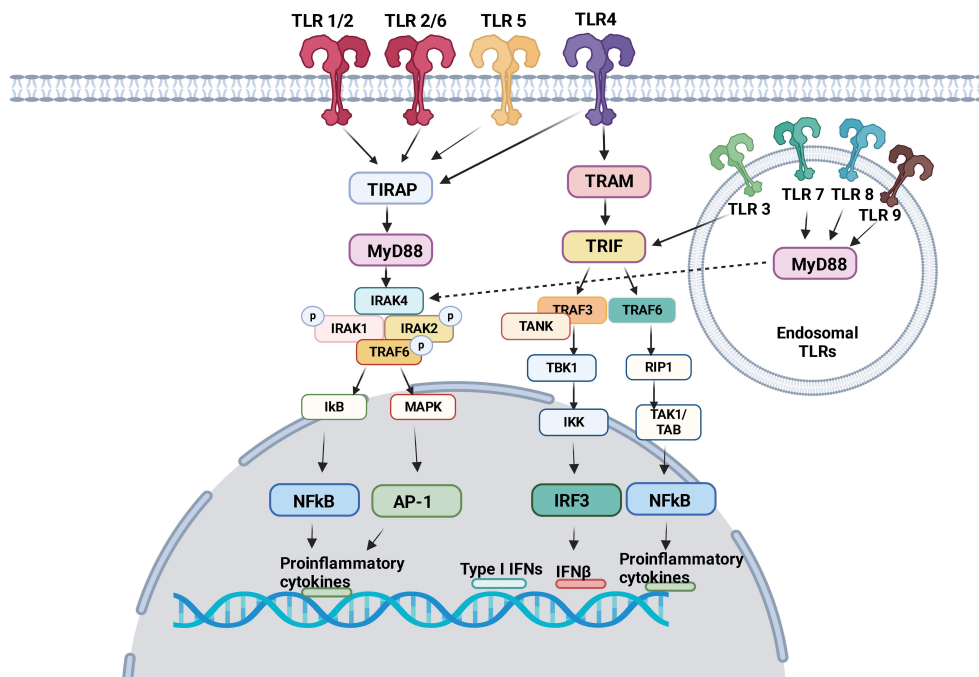 TLR 1/2
TLR 2/6
TLR 5
TLR4
TIRAP
TRAM
TLR 3
TLR 7
TLR 8
TLR 9
MyD88
TRIF
MyD88
IRAK4
p
IRAK1
IRAK2
p
TRAF6
p
TRAF3
TRAF6
TANK
Endosomal
TLRs
TBK1
RIP1
IkB
MAPK
IKK
TAK1/
TAB
NFkB
AP-1
IRF3
NFkB
Proinflammatory
cytokines
Type I IFNs
IFNβ
Proinflammatory
cytokines